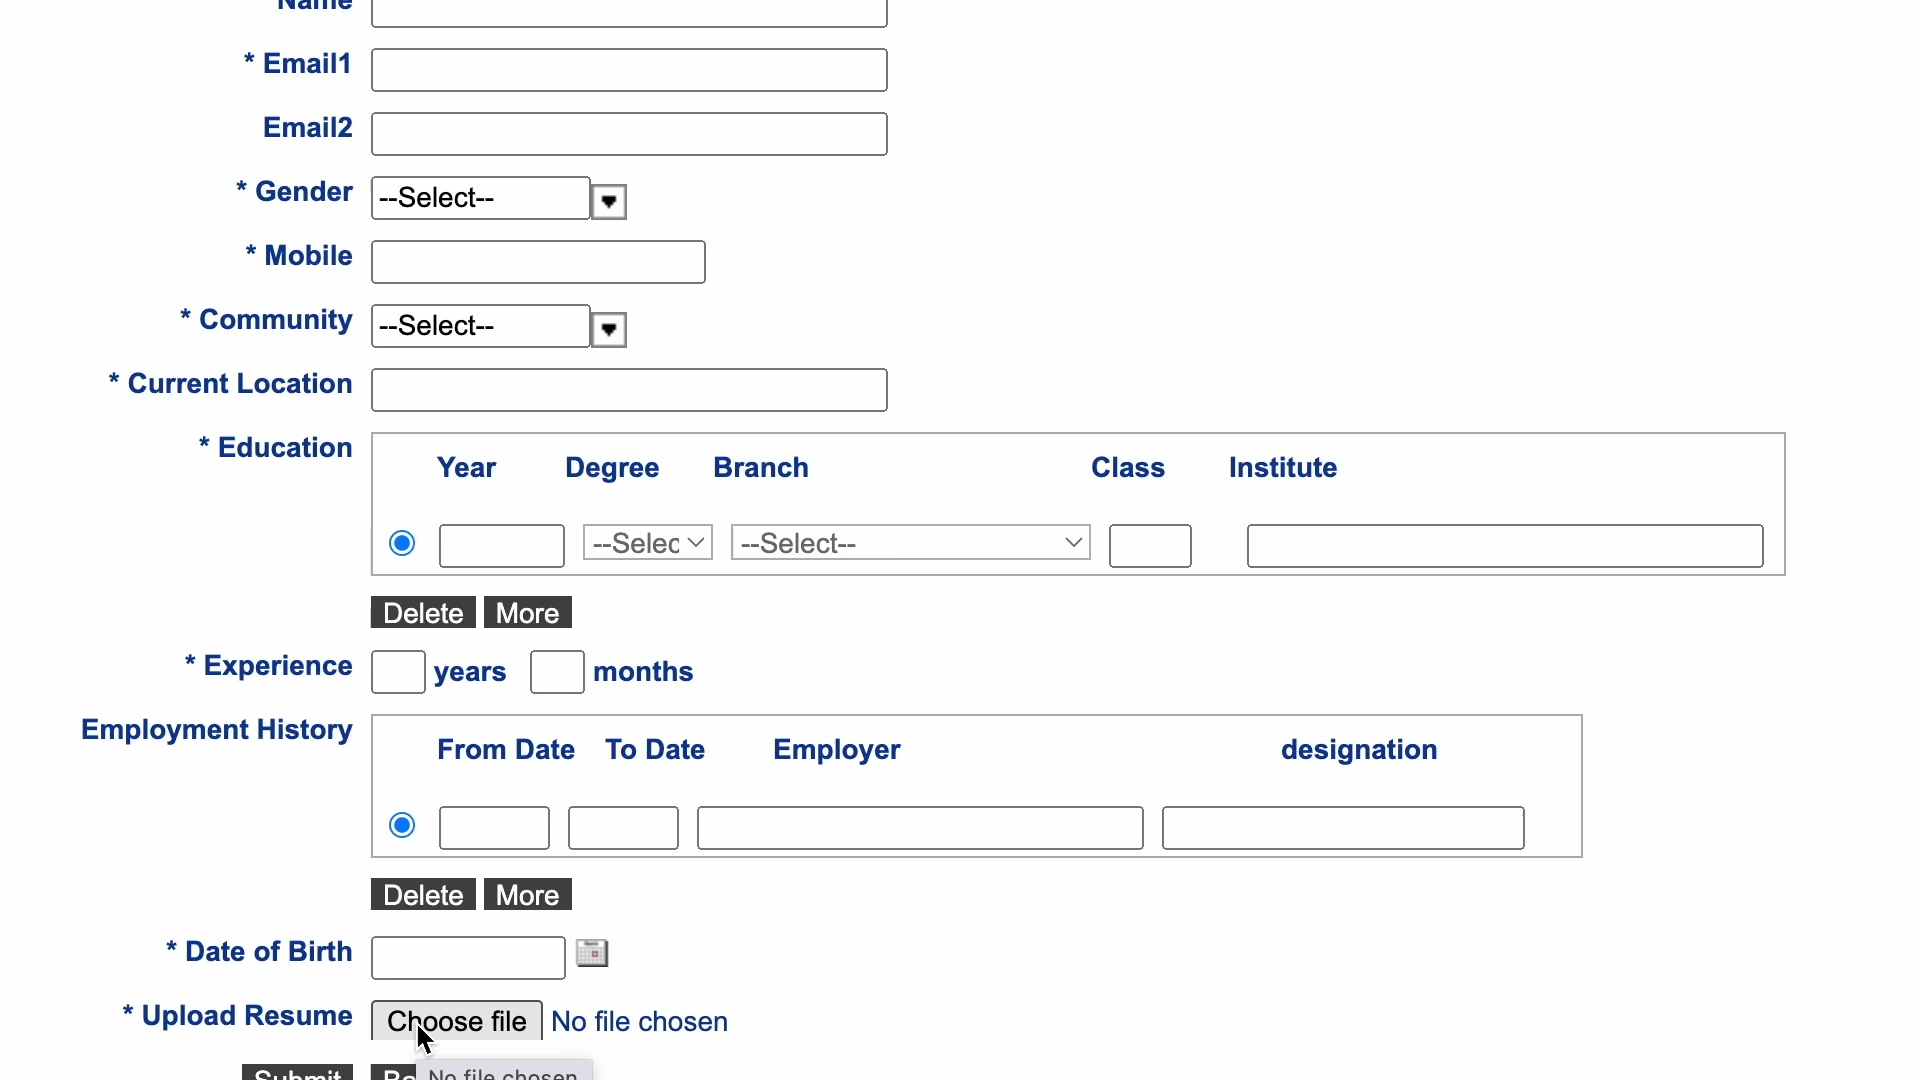 Name
* Email1
Email2
* Gender --Select--
* Mobile
* Community --Select--
* Current Location
* Education
Year Degree Branch Class Institute
--Selec --Select--
Delete More
* Experience years months
Employment History
From Date To Date Employer designation
Delete More
* Date of Birth
* Upload Resume Choose file No file chosen
Submit No file chosen